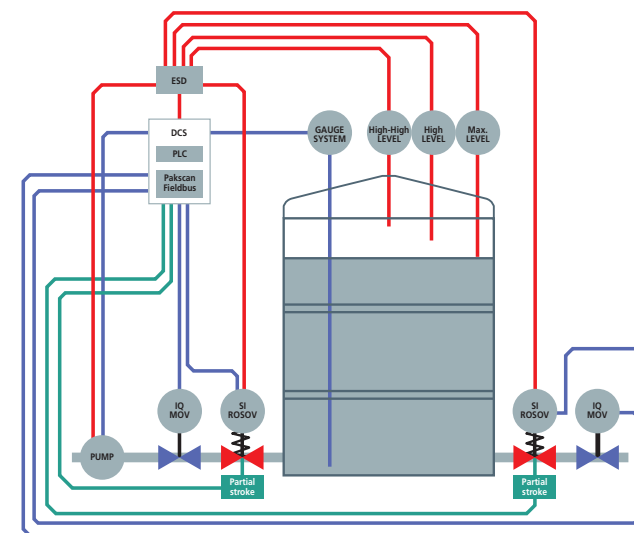 ESD
DCS
PLC
Pakscan
Fieldbus
GAUGE
SYSTEM
High-High
LEVEL
High
LEVEL
Max.
LEVEL
IQ
MOV
SI
ROSOV
SI
ROSOV
IQ
MOV
PUMP
Partial
stroke
Partial
stroke